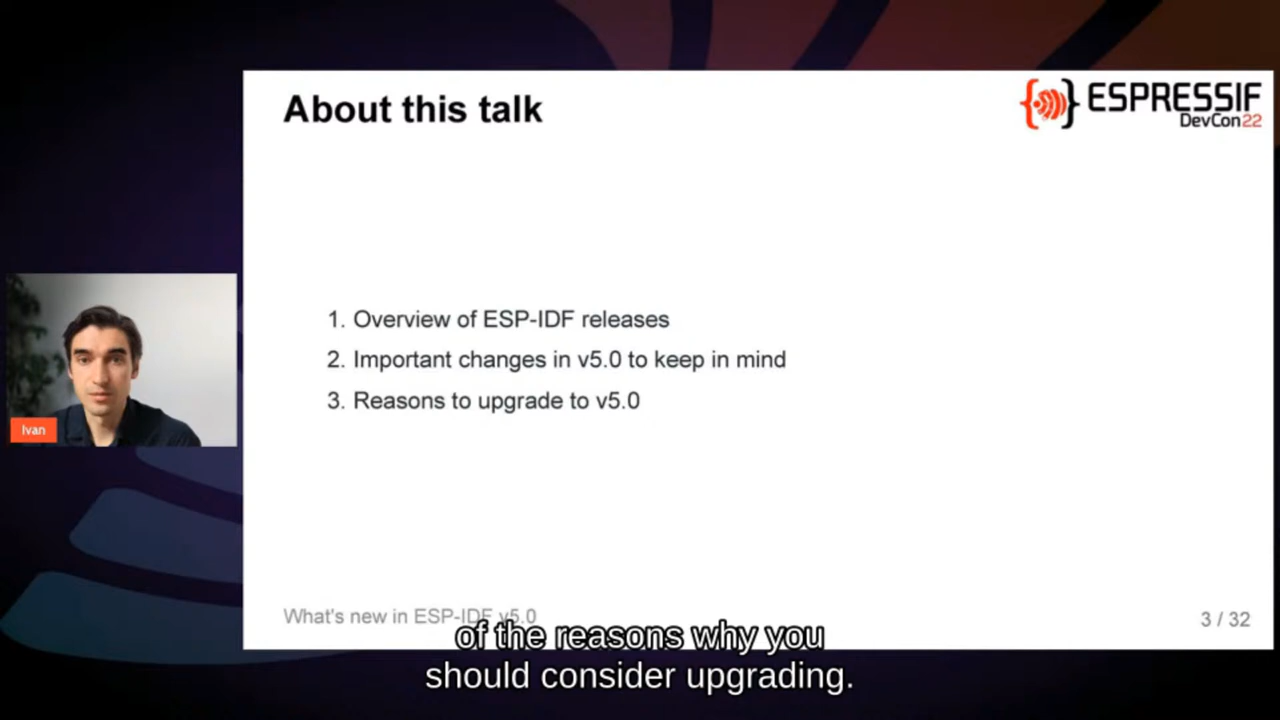 About this talk
ESPRESSIF
DevCon22
1. Overview of ESP-IDF releases
2. Important changes in v5.0 to keep in mind
3. Reasons to upgrade to v5.0
Ivan
What's new in ESP-IDF v5.0
3 / 32
of the reasons why you
should consider upgrading.